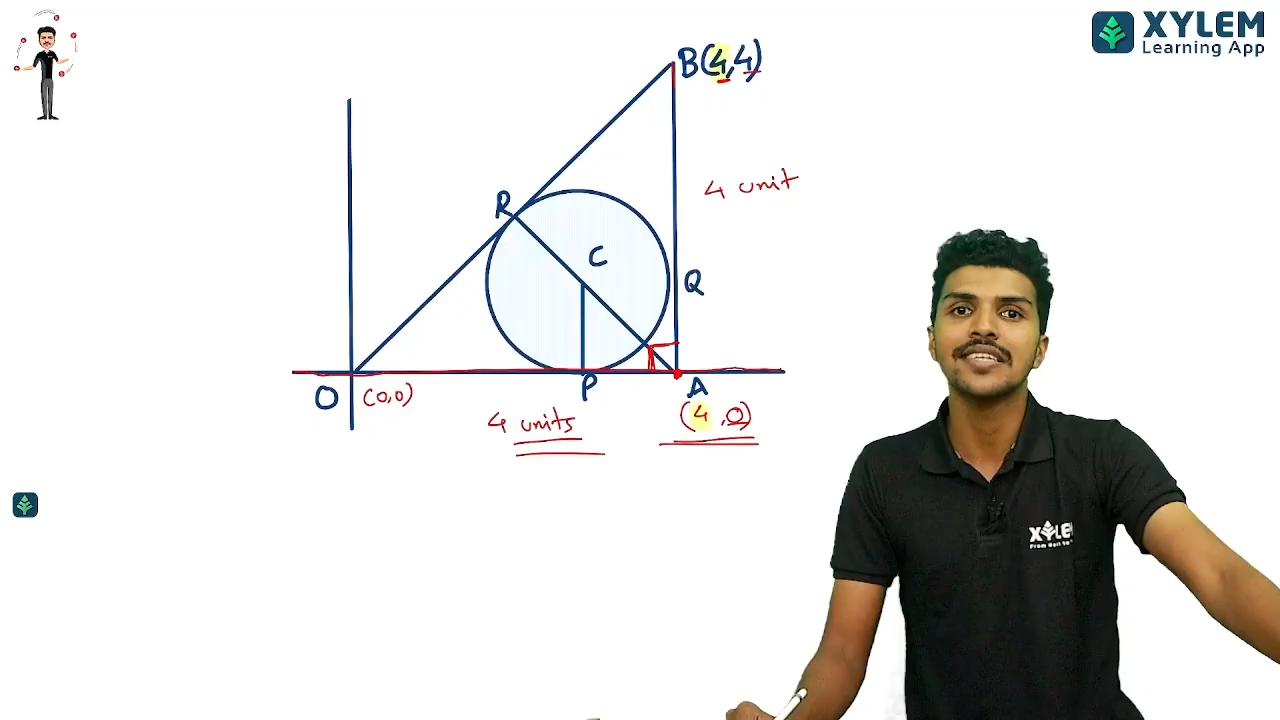 XYLEM
Learning App
B(4,4)
4 unit
R
C
Q
O
(0,0)
P
A
4 units
(4,0)
XYLEM